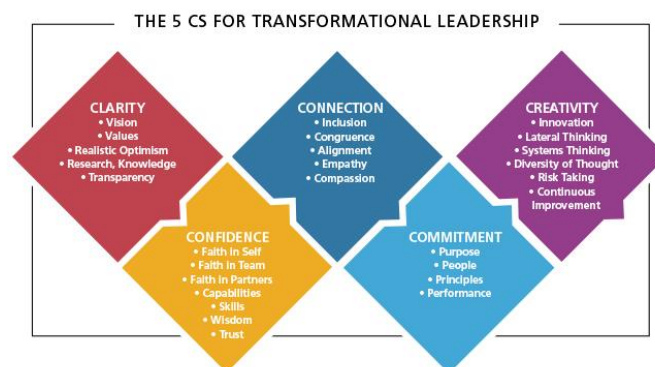 THE 5 CS FOR TRANSFORMATIONAL LEADERSHIP
CLARITY
• Vision
• Values
• Realistic Optimism
• Research, Knowledge
• Transparency
CONFIDENCE
• Faith in Self
• Faith in Team
• Faith in Partners
• Capabilities
• Skills
• Wisdom
• Trust
CONNECTION
• Inclusion
• Congruence
• Alignment
• Empathy
• Compassion
COMMITMENT
• Purpose
• People
• Principles
• Performance
CREATIVITY
• Innovation
• Lateral Thinking
• Systems Thinking
• Diversity of Thought
• Risk Taking
• Continuous
Improvement